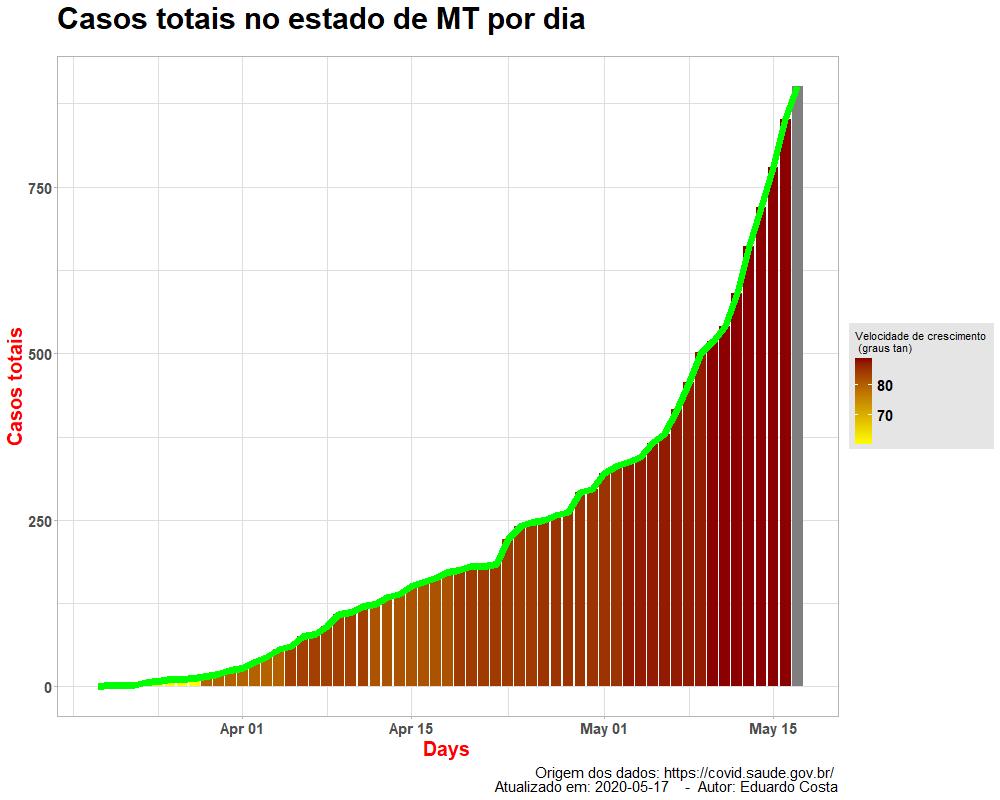 Casos totais no estado de MT por dia
Casos totais
750
500
250
0
Apr 01
Apr 15
May 01
May 15
Days
Velocidade de crescimento
(graus tan)
80
70
Origem dos dados: https://covid.saude.gov.br/
Atualizado em: 2020-05-17 - Autor: Eduardo Costa